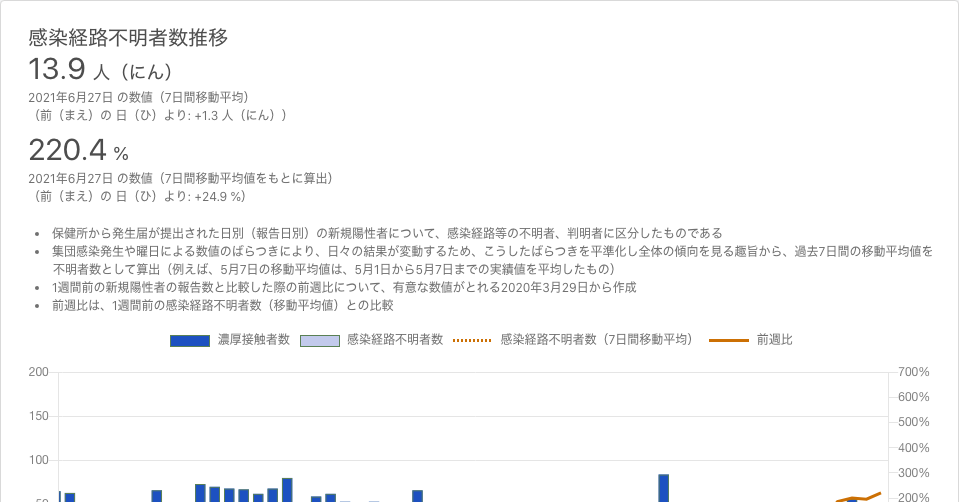 感染経路不明者数推移
13.9 人（にん）
2021年6月27日 の数値（7日間移動平均）
（前（まえ）の 日（ひ）より: +1.3 人（にん））
220.4 %
2021年6月27日 の数値（7日間移動平均値をもとに算出）
（前（まえ）の 日（ひ）より: +24.9 %）
• 保健所から発生届が提出された日別（報告日別）の新規陽性者について、感染経路等の不明者、判明者に区分したものである
• 集団感染発生や曜日による数値のばらつきにより、日々の結果が変動するため、こうしたばらつきを平準化し全体の傾向を見る趣旨から、過去7日間の移動平均値を
不明者数として算出（例えば、5月7日の移動平均値は、5月1日から5月7日までの実績値を平均したもの）
• 1週間前の新規陽性者の報告数と比較した際の前週比について、有意な数値がとれる2020年3月29日から作成
• 前週比は、1週間前の感染経路不明者数（移動平均値）との比較
濃厚接触者数 感染経路不明者数 感染経路不明者数（7日間移動平均） 前週比
200 700%
600%
150 500%
400%
100 300%
50 200%